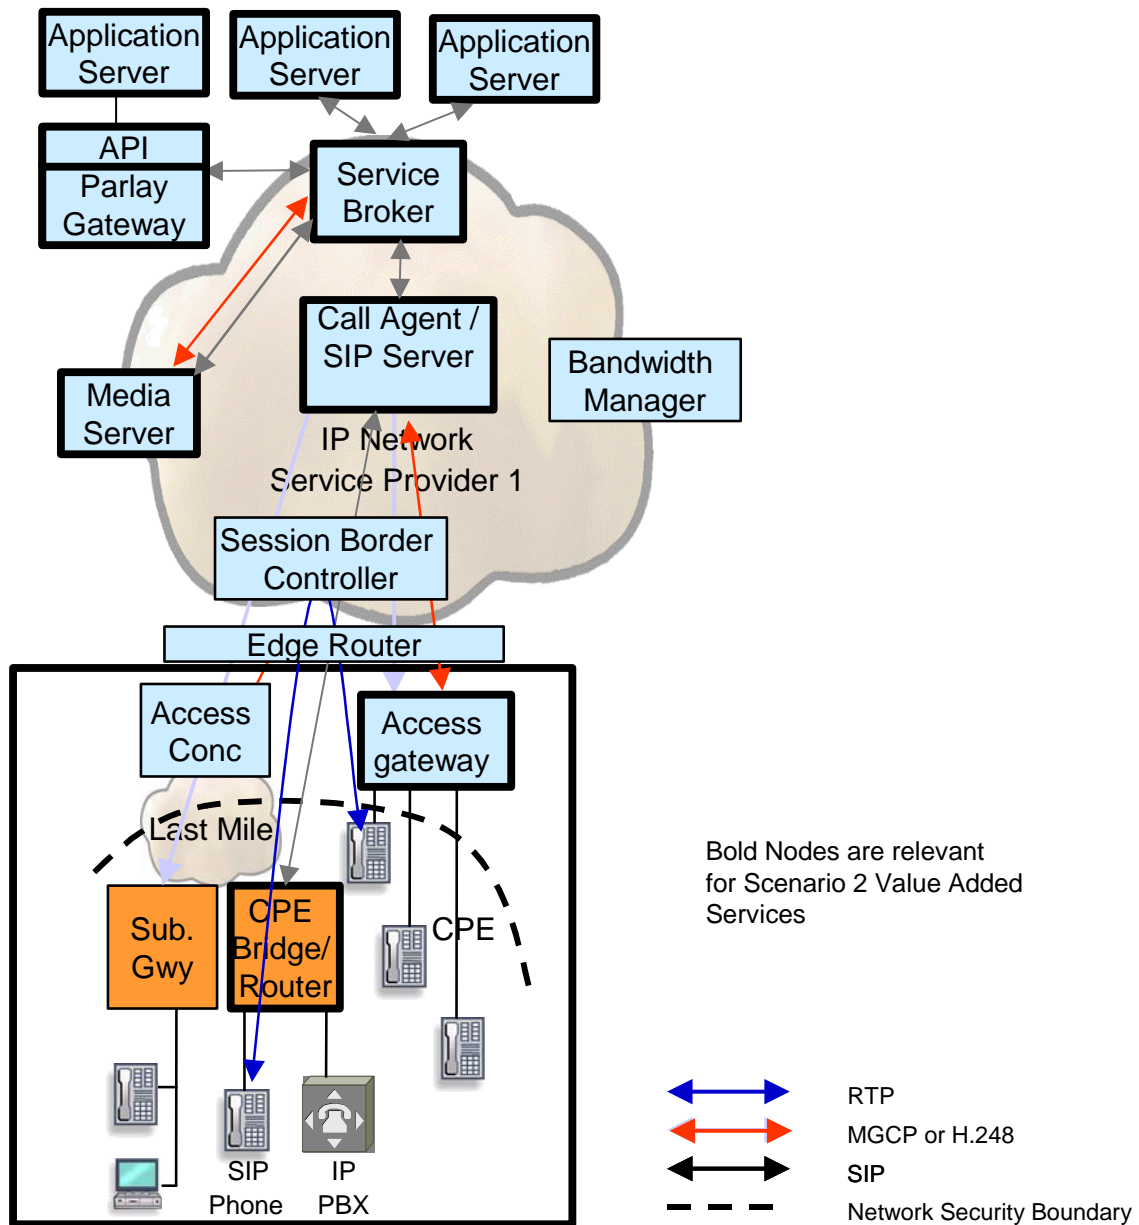 Application
Server
Application
Server
Application
Server
API
Parlay
Gateway
Service
Broker
Call Agent /
SIP Server
Bandwidth
Manager
Media
Server
IP Network
Service Provider 1
Session Border
Controller
Edge Router
Access
Conc
Access
gateway
Last Mile
Sub.
Gwy
CPE
Bridge/
Router
CPE
SIP
Phone
IP
PBX
Bold Nodes are relevant
for Scenario 2 Value Added
Services
RTP
MGCP or H.248
SIP
Network Security Boundary